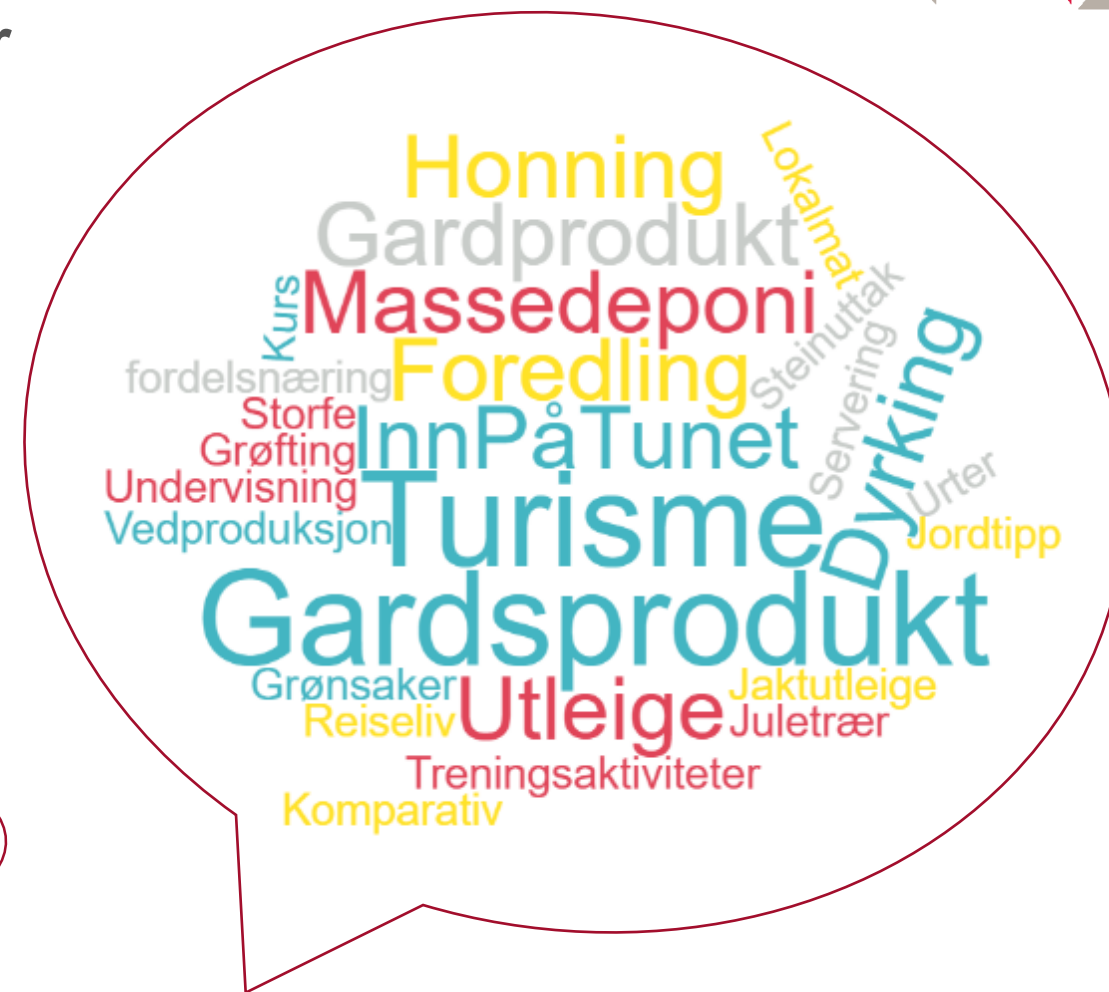 Honning
Lokalmat
Gardprodukt
Kurs
Massedeponi
Steinuttak
fordelsnæring
Foredling
Servering
Dyrking
Storfe
InnPåTunet
Grøfting
Undervisning
Turisme
Urter
Vedproduksjon
Jordtipp
Gardsprodukt
Grønsaker
Utleige
Jaktutleige
Reiseliv
Juletrær
Treningsaktiviteter
Komparativ